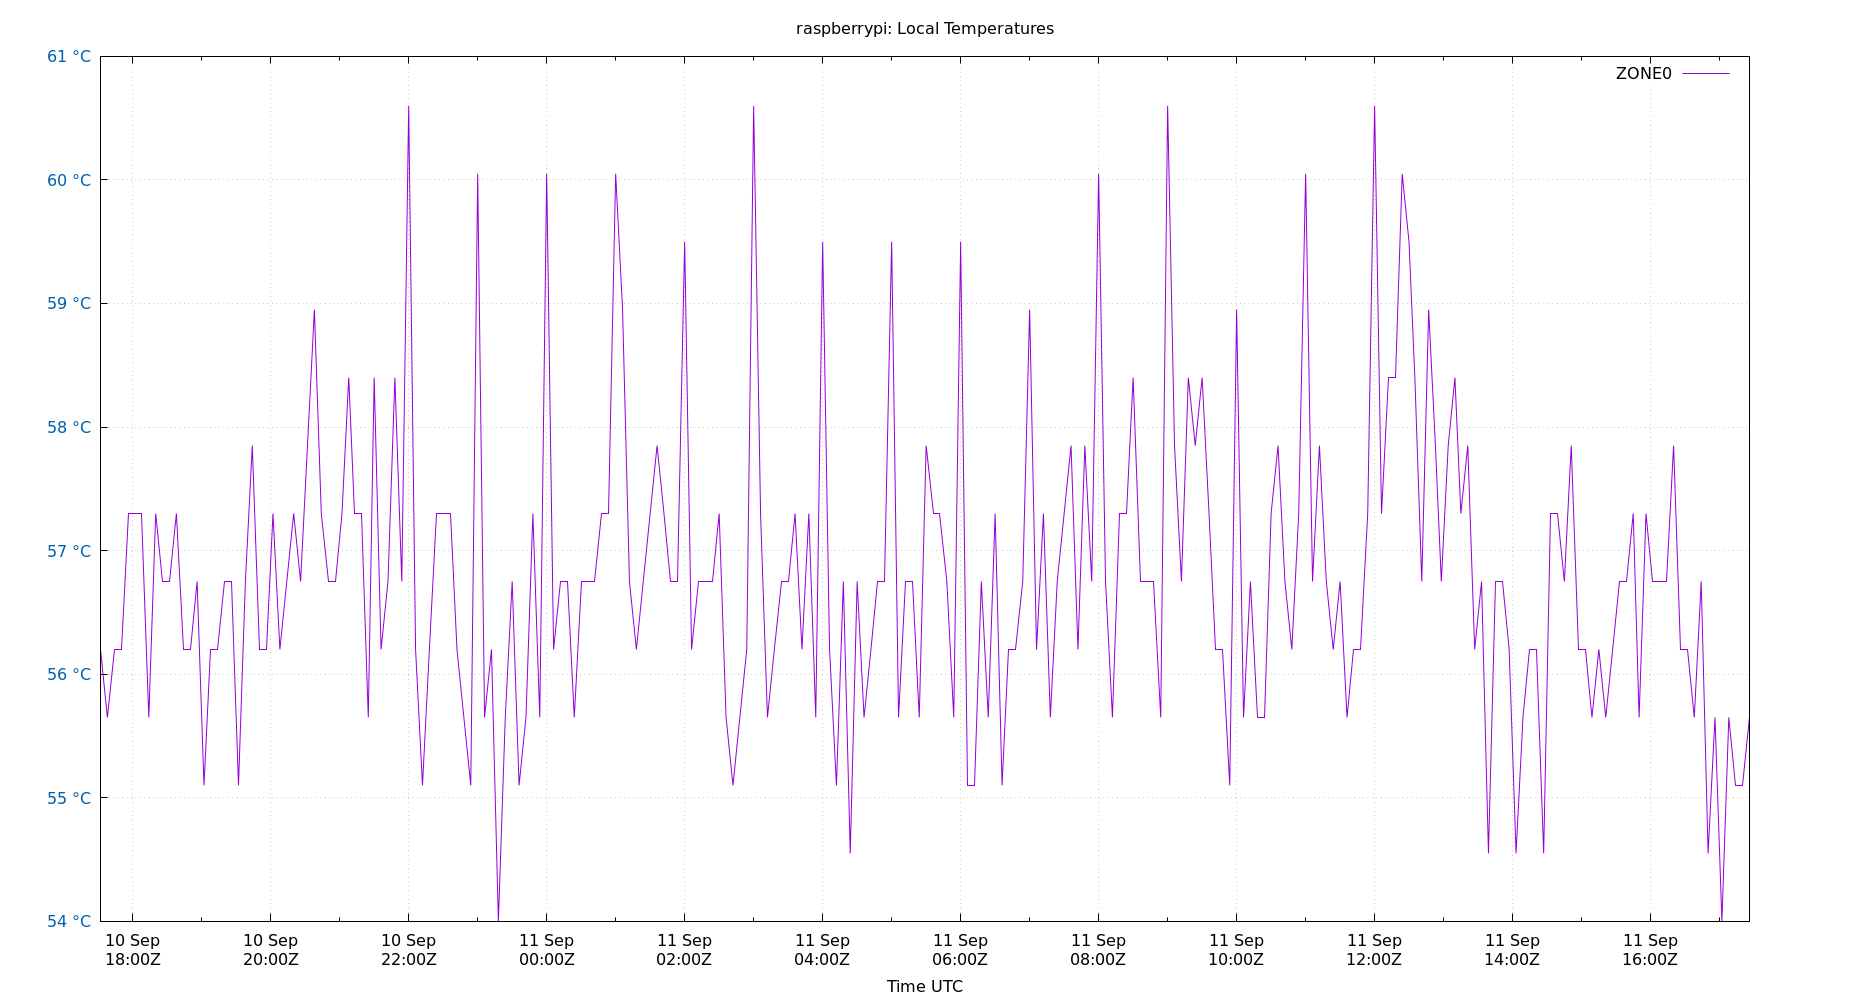 raspberrypi: Local Temperatures
61 °C
ZONE0
60 °C
59 °C
58 °C
57 °C
56 °C
55 °C
54 °C
10 Sep 10 Sep 10 Sep 11 Sep 11 Sep 11 Sep 11 Sep 11 Sep 11 Sep 11 Sep 11 Sep 11 Sep
18:00Z 20:00Z 22:00Z 00:00Z 02:00Z 04:00Z 06:00Z 08:00Z 10:00Z 12:00Z 14:00Z 16:00Z
Time UTC